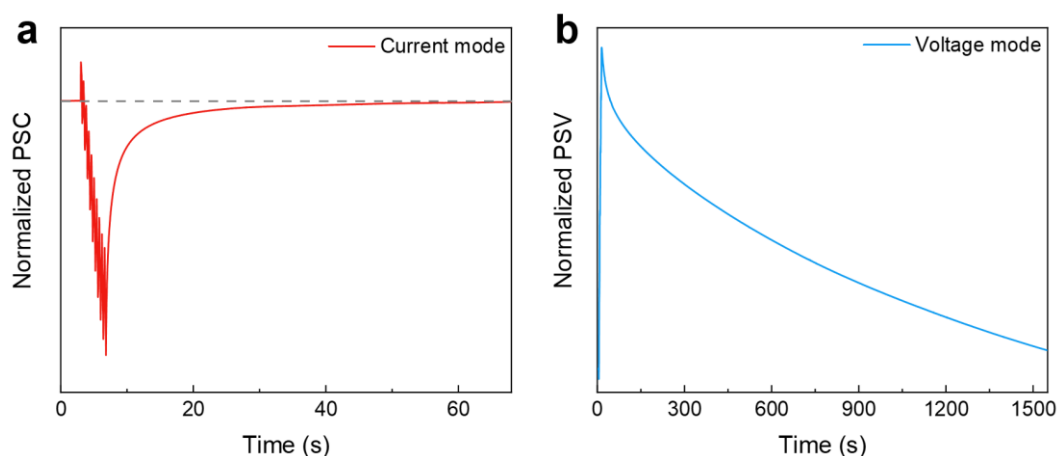 a
Current mode
Normalized PSC
0
20
40
60
Time (s)
b
Voltage mode
Normalized PSV
0
300
600
900
1200
1500
Time (s)